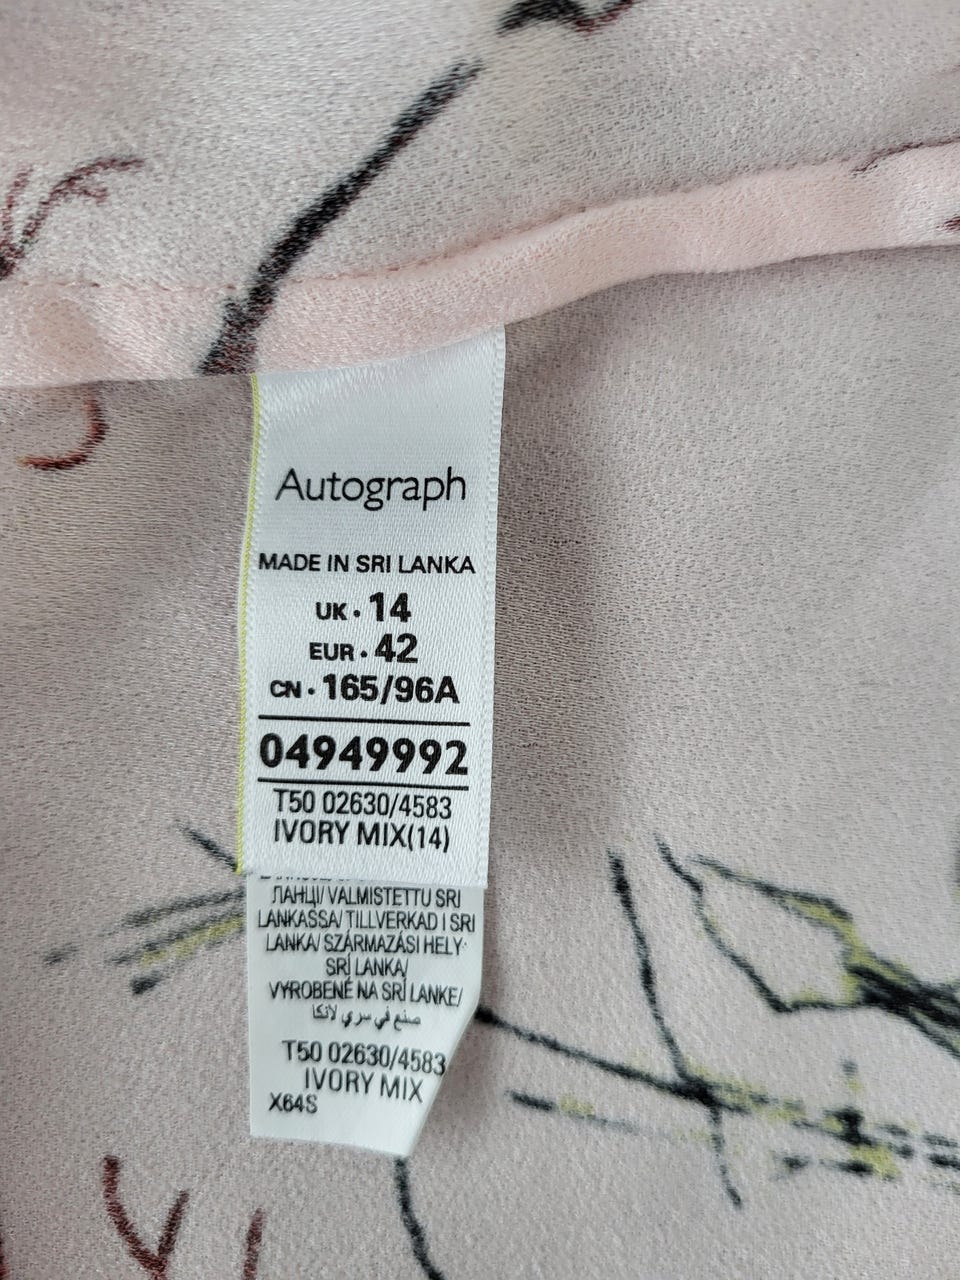 Autograph
MADE IN SRI LANKA
UK · 14
EUR · 42
CN · 165/96A
04949992
T50 02630/4583
IVORY MIX(14)
ЛАНЦІ/ VALMISTETTU SRI
LANKASSA/ TILLVERKAD I SRI
LANKA/ SZÁRMAZÁSI HELY:
SRÍ LANKA/
VYROBENÉ NA SRÍ LANKE/
صنع في سري لانكا
T50 02630/4583
IVORY MIX
X64S